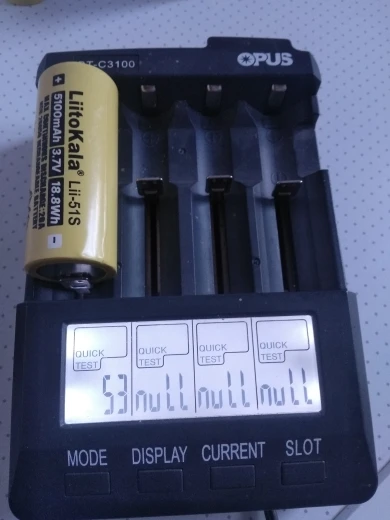 BT-C3100
OPUS
LiitoKala® Lii-51S
5100mAh 3.7V 18.8Wh
QUICK TEST
53
QUICK TEST
null
QUICK TEST
null
QUICK TEST
null
MODE
DISPLAY
CURRENT
SLOT